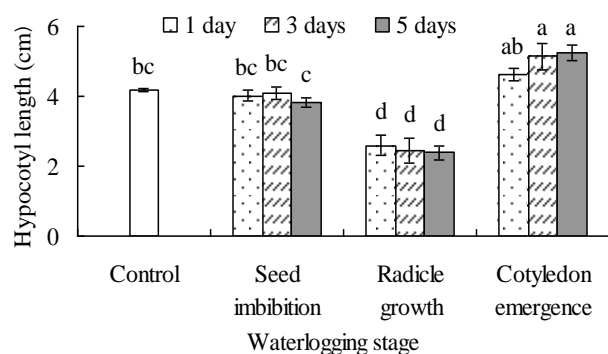 6
1 day 3 days 5 days
a a
ab
Hypocotyl length (cm)
bc
bc bc
c
4
d d d
2
0
Control
Seed imbibition
Radicle growth
Cotyledon emergence
Waterlogging stage